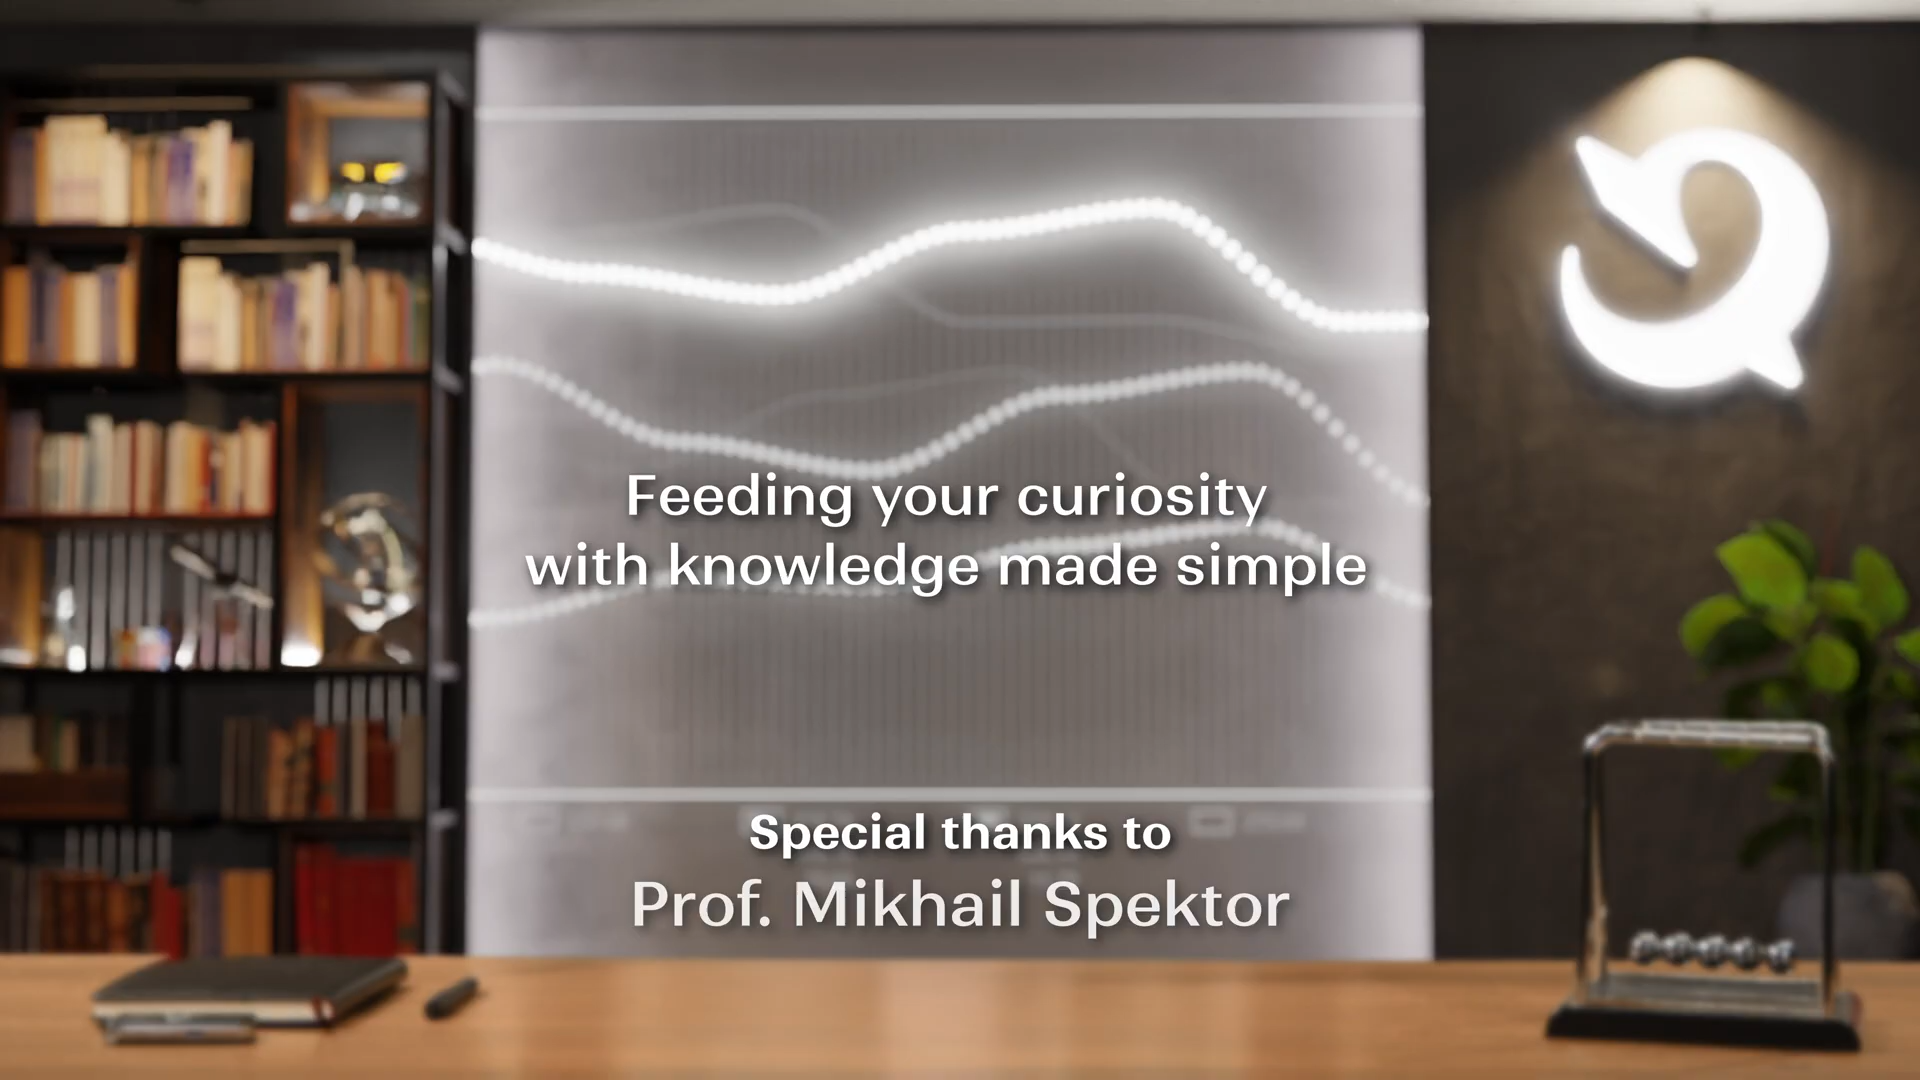 Feeding your curiosity
with knowledge made simple
Special thanks to
Prof. Mikhail Spektor